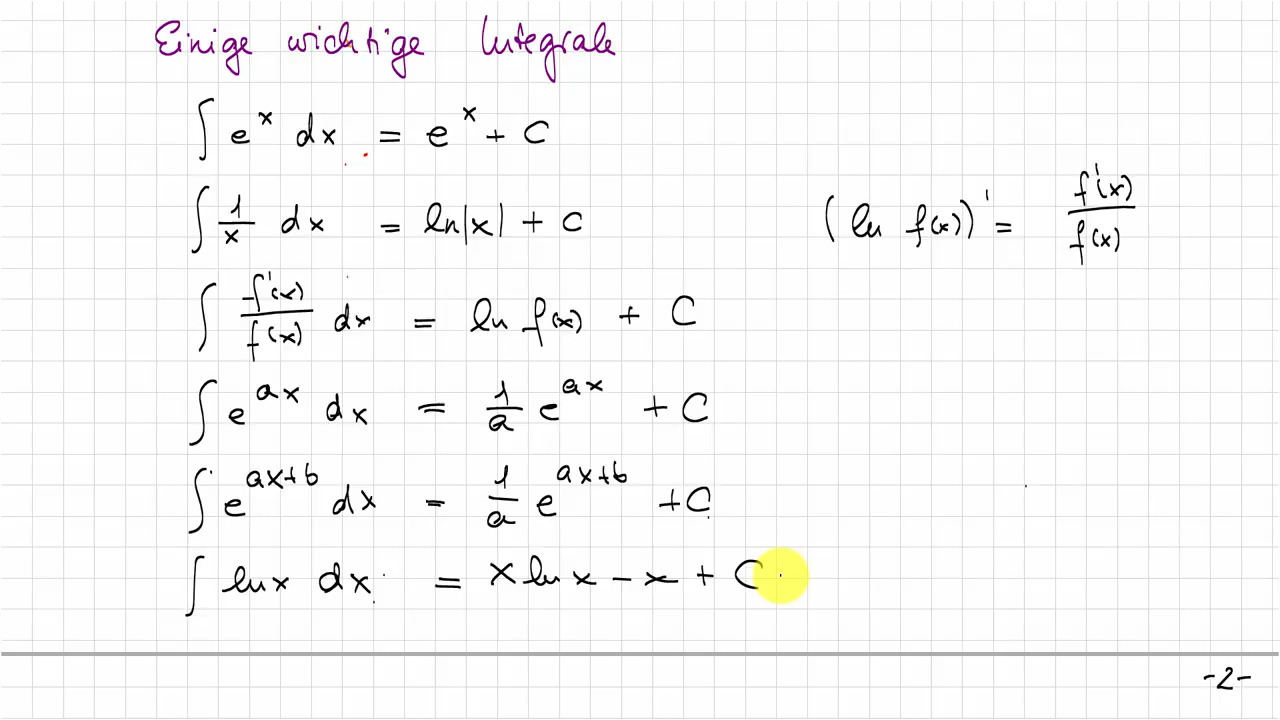 Einige wichtige Integrale
∫ e^x dx = e^x + C
∫ 1/x dx = ln|x| + C
(ln f(x))' = f'(x)/f(x)
∫ f'(x)/f(x) dx = ln f(x) + C
∫ e^(ax) dx = 1/a e^(ax) + C
∫ e^(ax+b) dx = 1/a e^(ax+b) + C
∫ ln x dx = x ln x - x + C
-2-